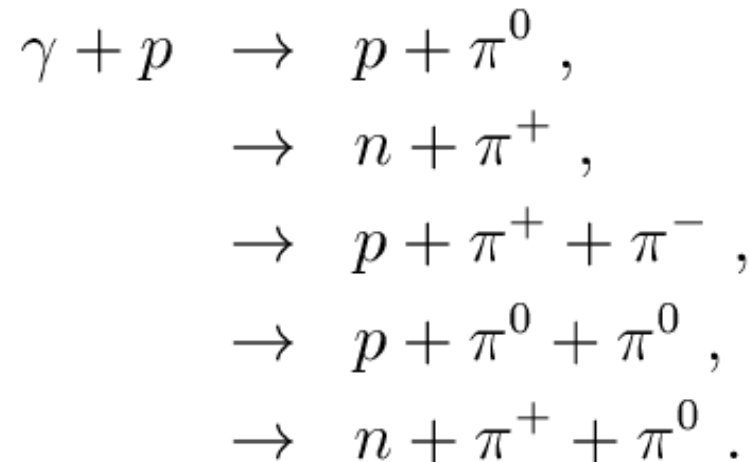 γ + p → p + π⁰ ,
→ n + π⁺ ,
→ p + π⁺ + π⁻ ,
→ p + π⁰ + π⁰ ,
→ n + π⁺ + π⁰ .